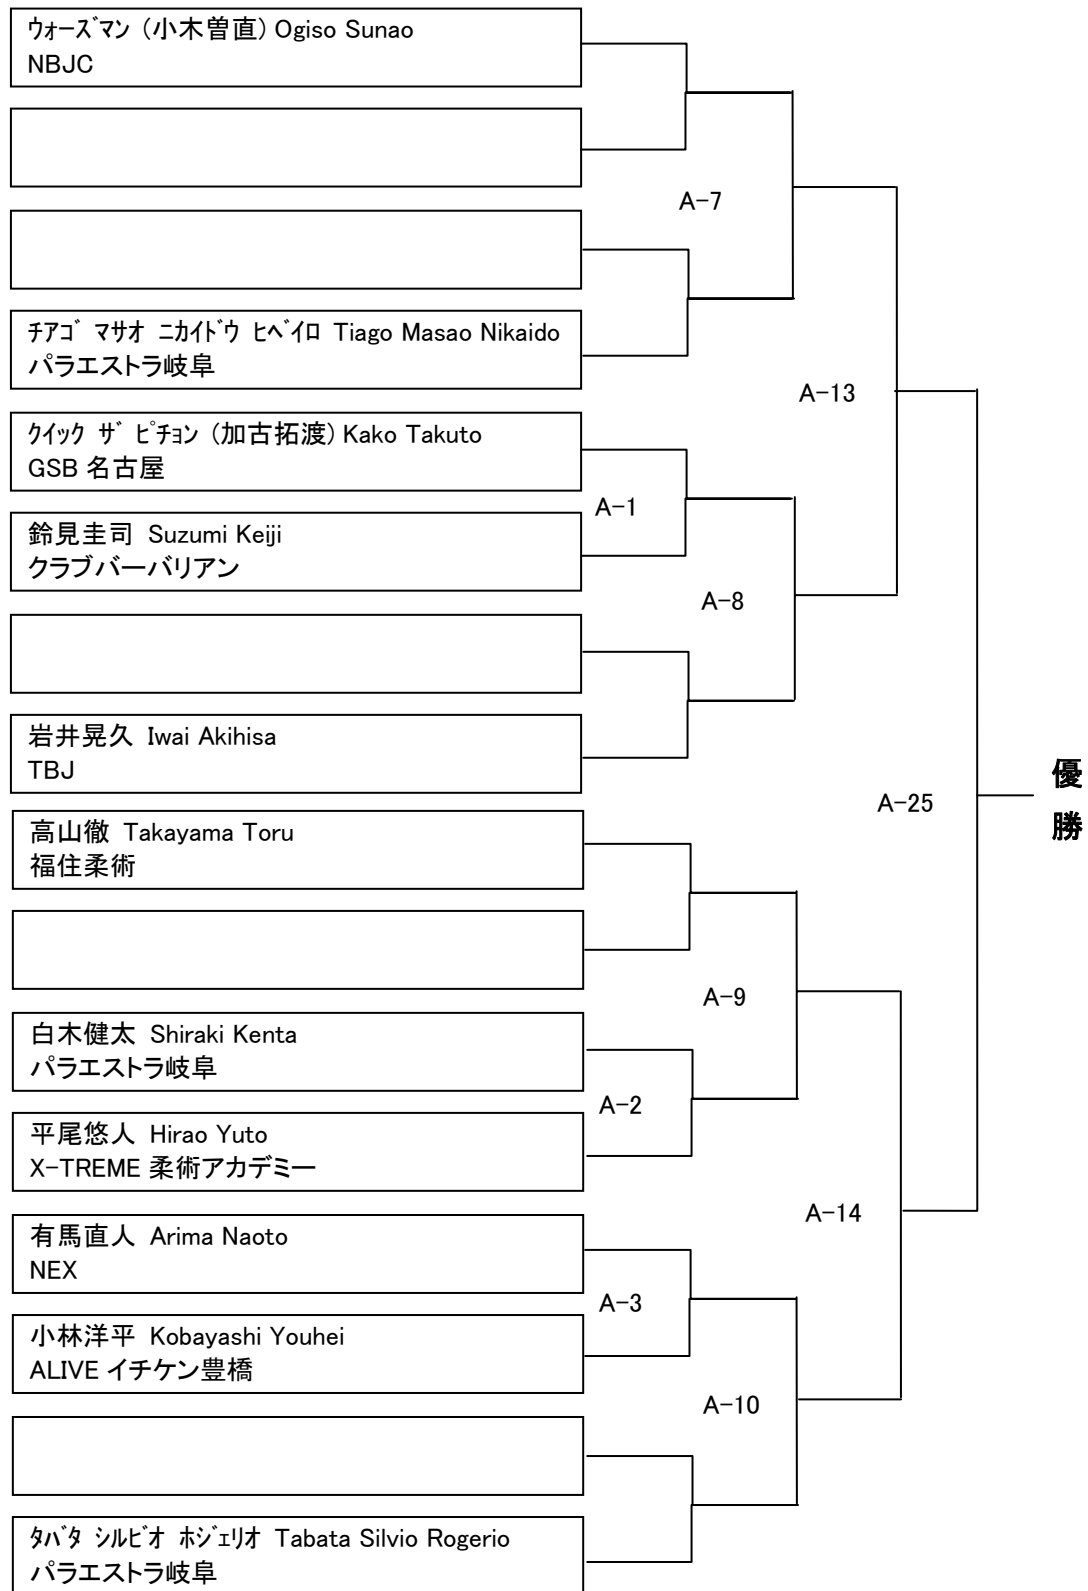 ｳｫｰｽﾞマン (小木曽直) Ogiso Sunao
NBJC
A-7
ﾁｱｺﾞ ﾏｻｵ ﾆｶｲﾄﾞｳ ﾋﾍﾞｲﾛ Tiago Masao Nikaido
パラエストラ岐阜
A-13
ｸｲｯｸ ｻﾞ ﾋﾟﾁｮﾝ (加古拓渡) Kako Takuto
GSB 名古屋
A-1
鈴見圭司 Suzumi Keiji
クラブバーバリアン
A-8
岩井晃久 Iwai Akihisa
TBJ
優
勝
A-25
高山徹 Takayama Toru
福住柔術
A-9
白木健太 Shiraki Kenta
パラエストラ岐阜
A-2
平尾悠人 Hirao Yuto
X-TREME 柔術アカデミー
A-14
有馬直人 Arima Naoto
NEX
A-3
小林洋平 Kobayashi Youhei
ALIVE イチケン豊橋
A-10
ﾀﾊﾞﾀ ｼﾙﾋﾞｵ ﾎｼﾞｪﾘｵ Tabata Silvio Rogerio
パラエストラ岐阜